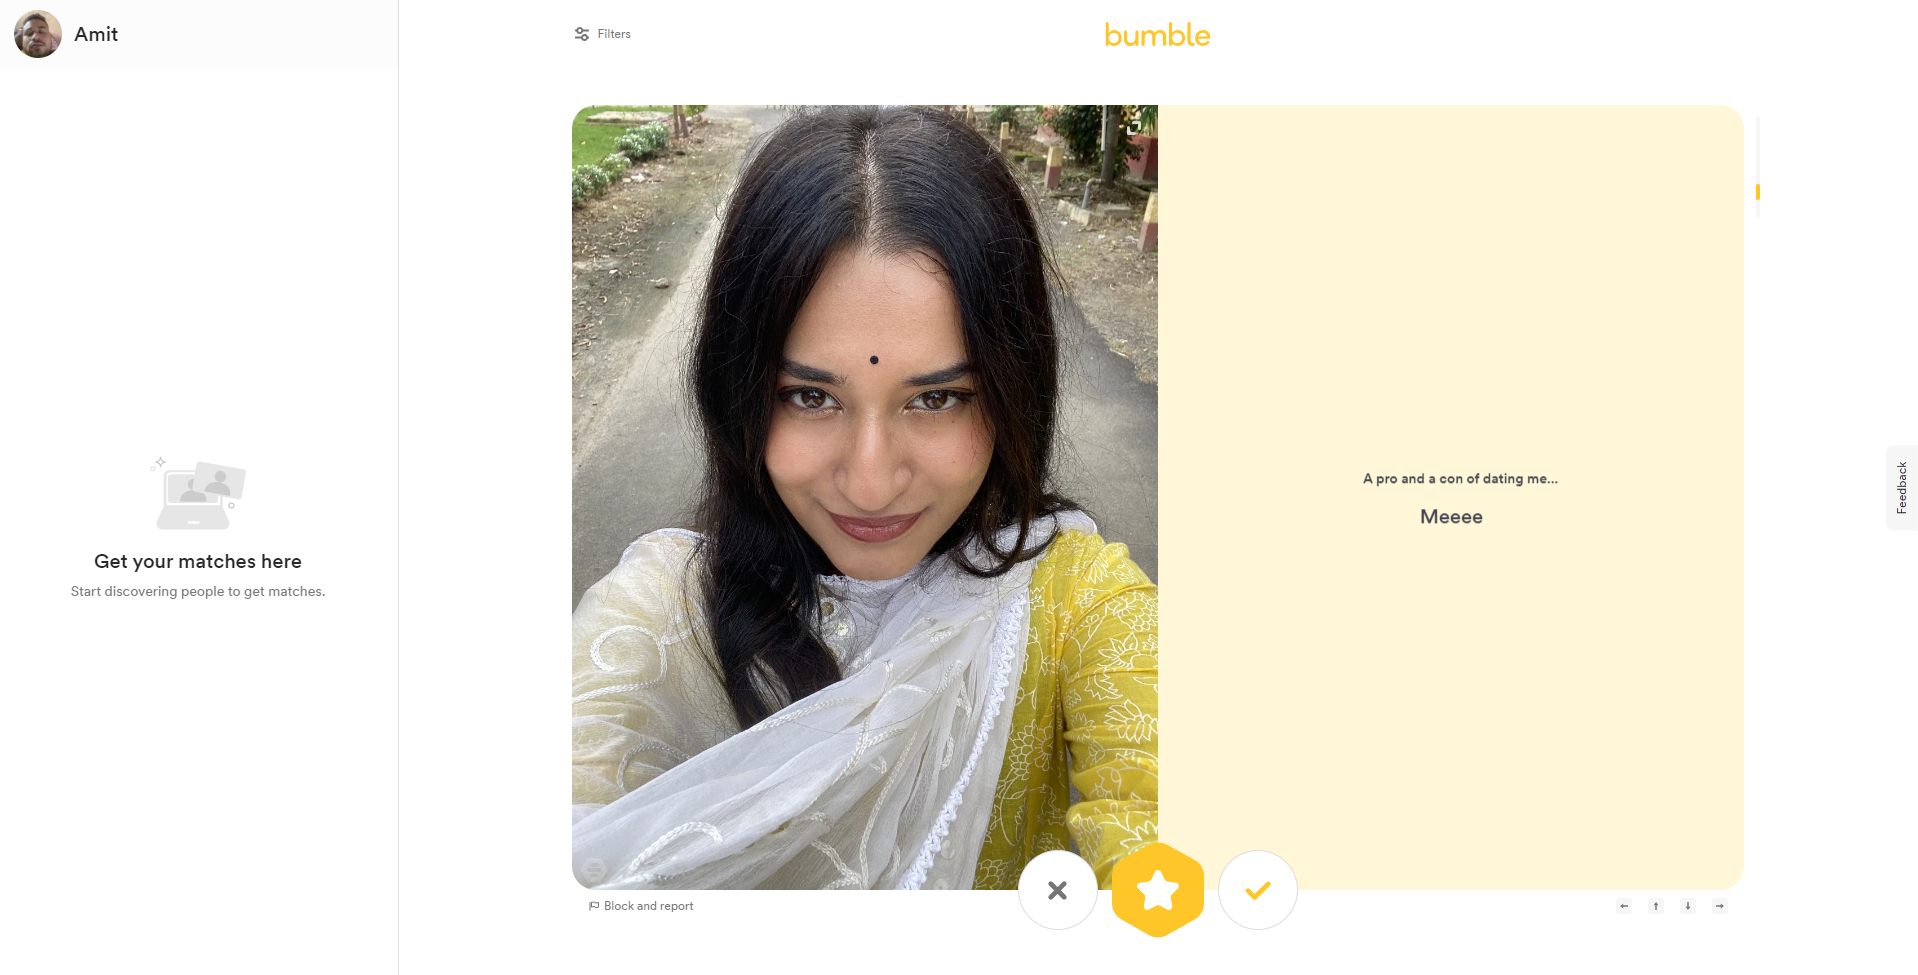 Amit
Filters
bumble
A pro and a con of dating me...
Meeee
Get your matches here
Start discovering people to get matches.
Feedback
Block and report